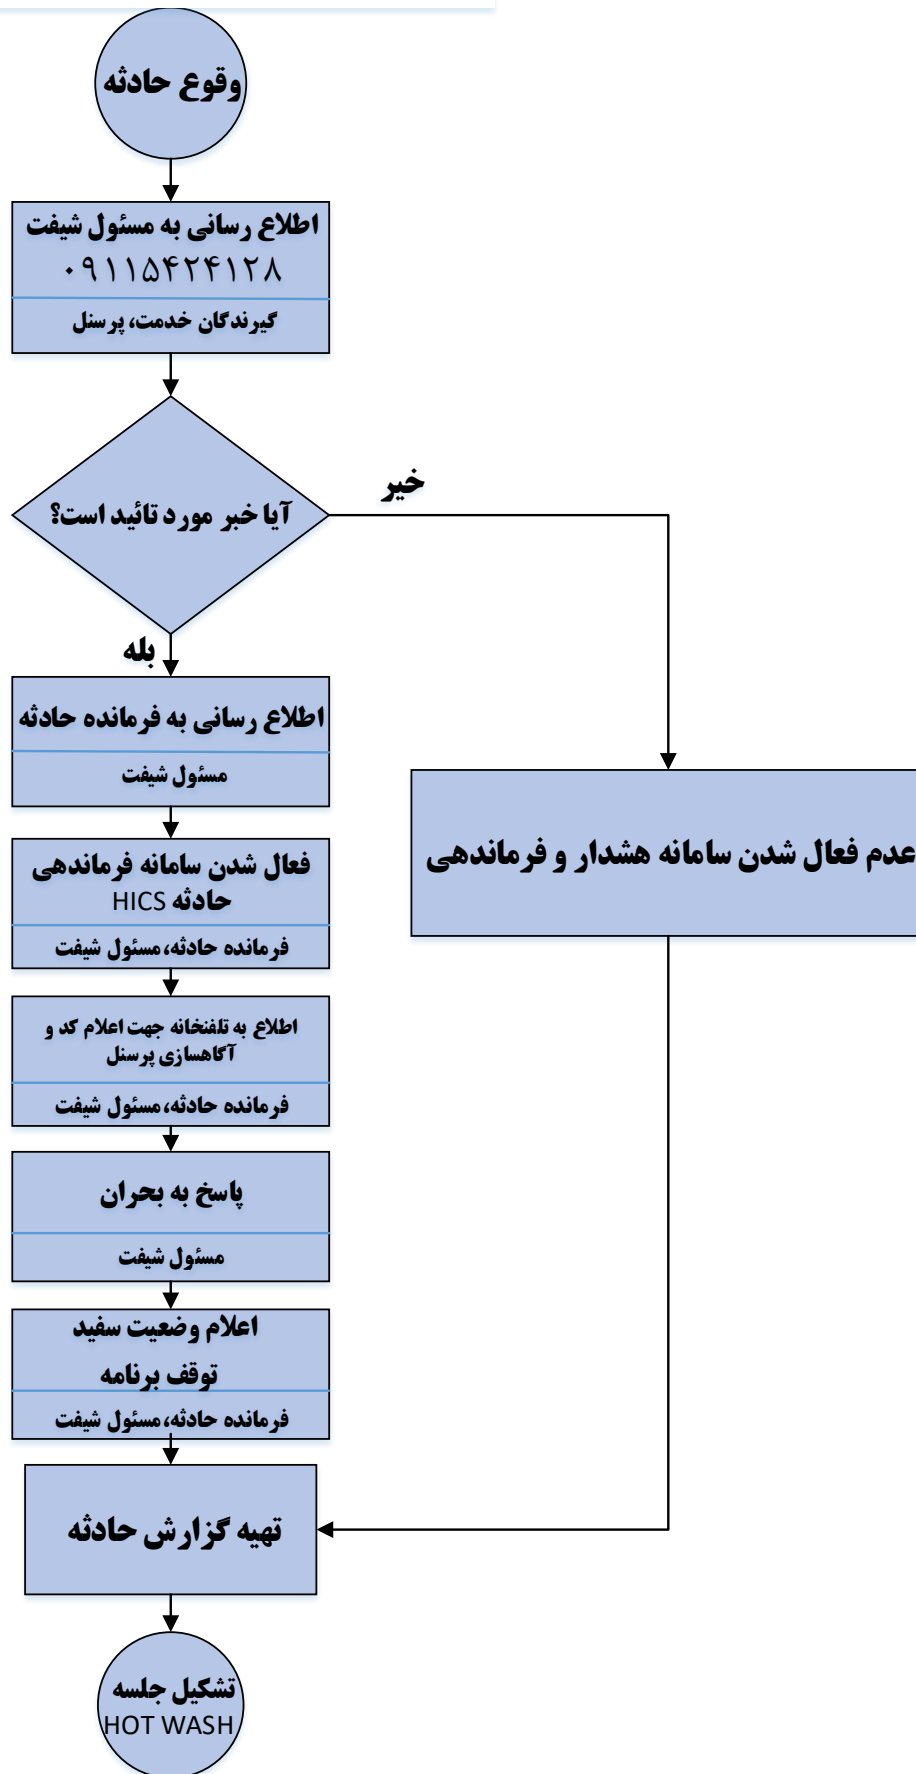 وقوع حادثه
اطلاع رسانی به مسئول شیفت
۰۹۱۱۵۴۲۴۱۲۸
گیرندگان خدمت، پرسنل
آیا خبر مورد تائید است؟
خیر
بله
اطلاع رسانی به فرمانده حادثه
مسئول شیفت
عدم فعال شدن سامانه هشدار و فرماندهی
فعال شدن سامانه فرماندهی
حادثه HICS
فرمانده حادثه، مسئول شیفت
اطلاع به تلفنخانه جهت اعلام کد و
آگاهسازی پرسنل
فرمانده حادثه، مسئول شیفت
پاسخ به بحران
مسئول شیفت
اعلام وضعیت سفید
توقف برنامه
فرمانده حادثه، مسئول شیفت
تهیه گزارش حادثه
تشکیل جلسه
HOT WASH